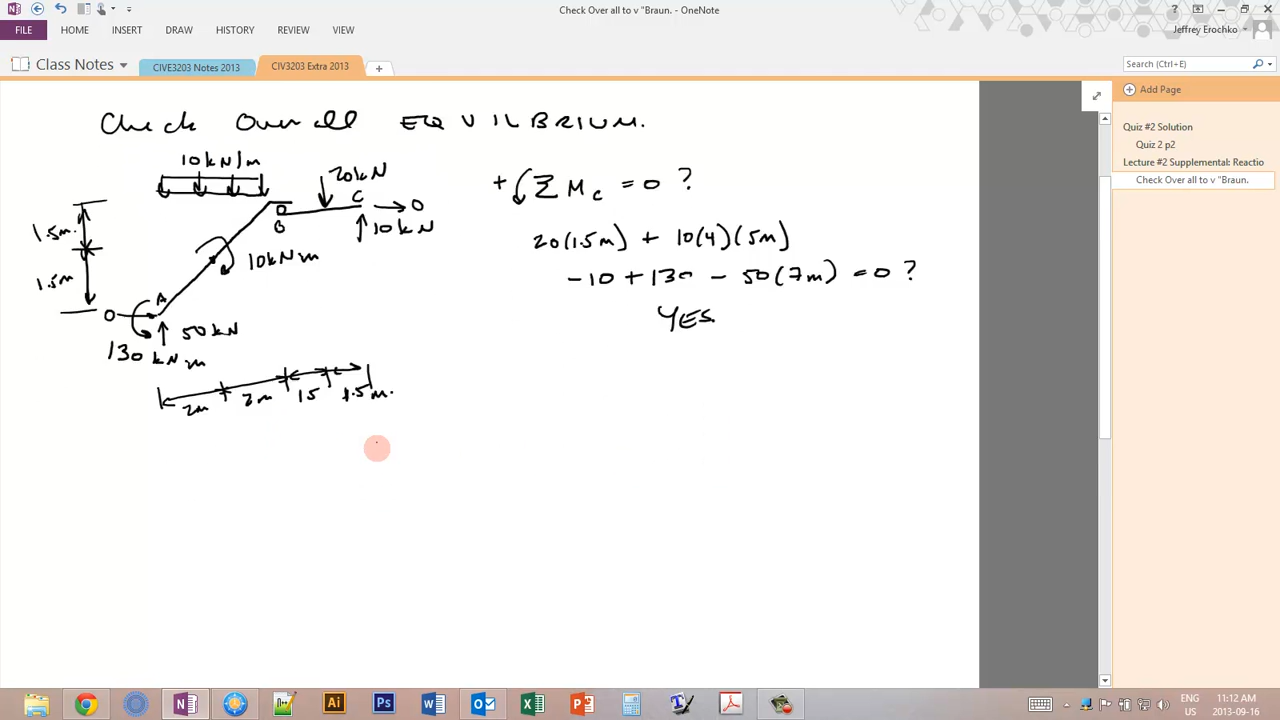 Check Over all to v "Braun. - OneNote
FILE HOME INSERT DRAW HISTORY REVIEW VIEW
Jeffrey Erochko
Class Notes CIVE3203 Notes 2013 CIV3203 Extra 2013
Search (Ctrl+E)
Add Page
Quiz #2 Solution
Quiz 2 p2
Lecture #2 Supplemental: Reactio
Check Over all to v "Braun.
Check Over all EQUILBRIUM.
10kN/m
20kN
C
0
B
10kN
1.5m.
1.5m
10kNm
A
0
50kN
130 kNm
2m 2m 1.5 1.5m.
+ ΣMc = 0 ?
20(1.5m) + 10(4)(5m)
-10 + 130 - 50(7m) = 0 ?
YES.
ENG 11:12 AM
US 2013-09-16